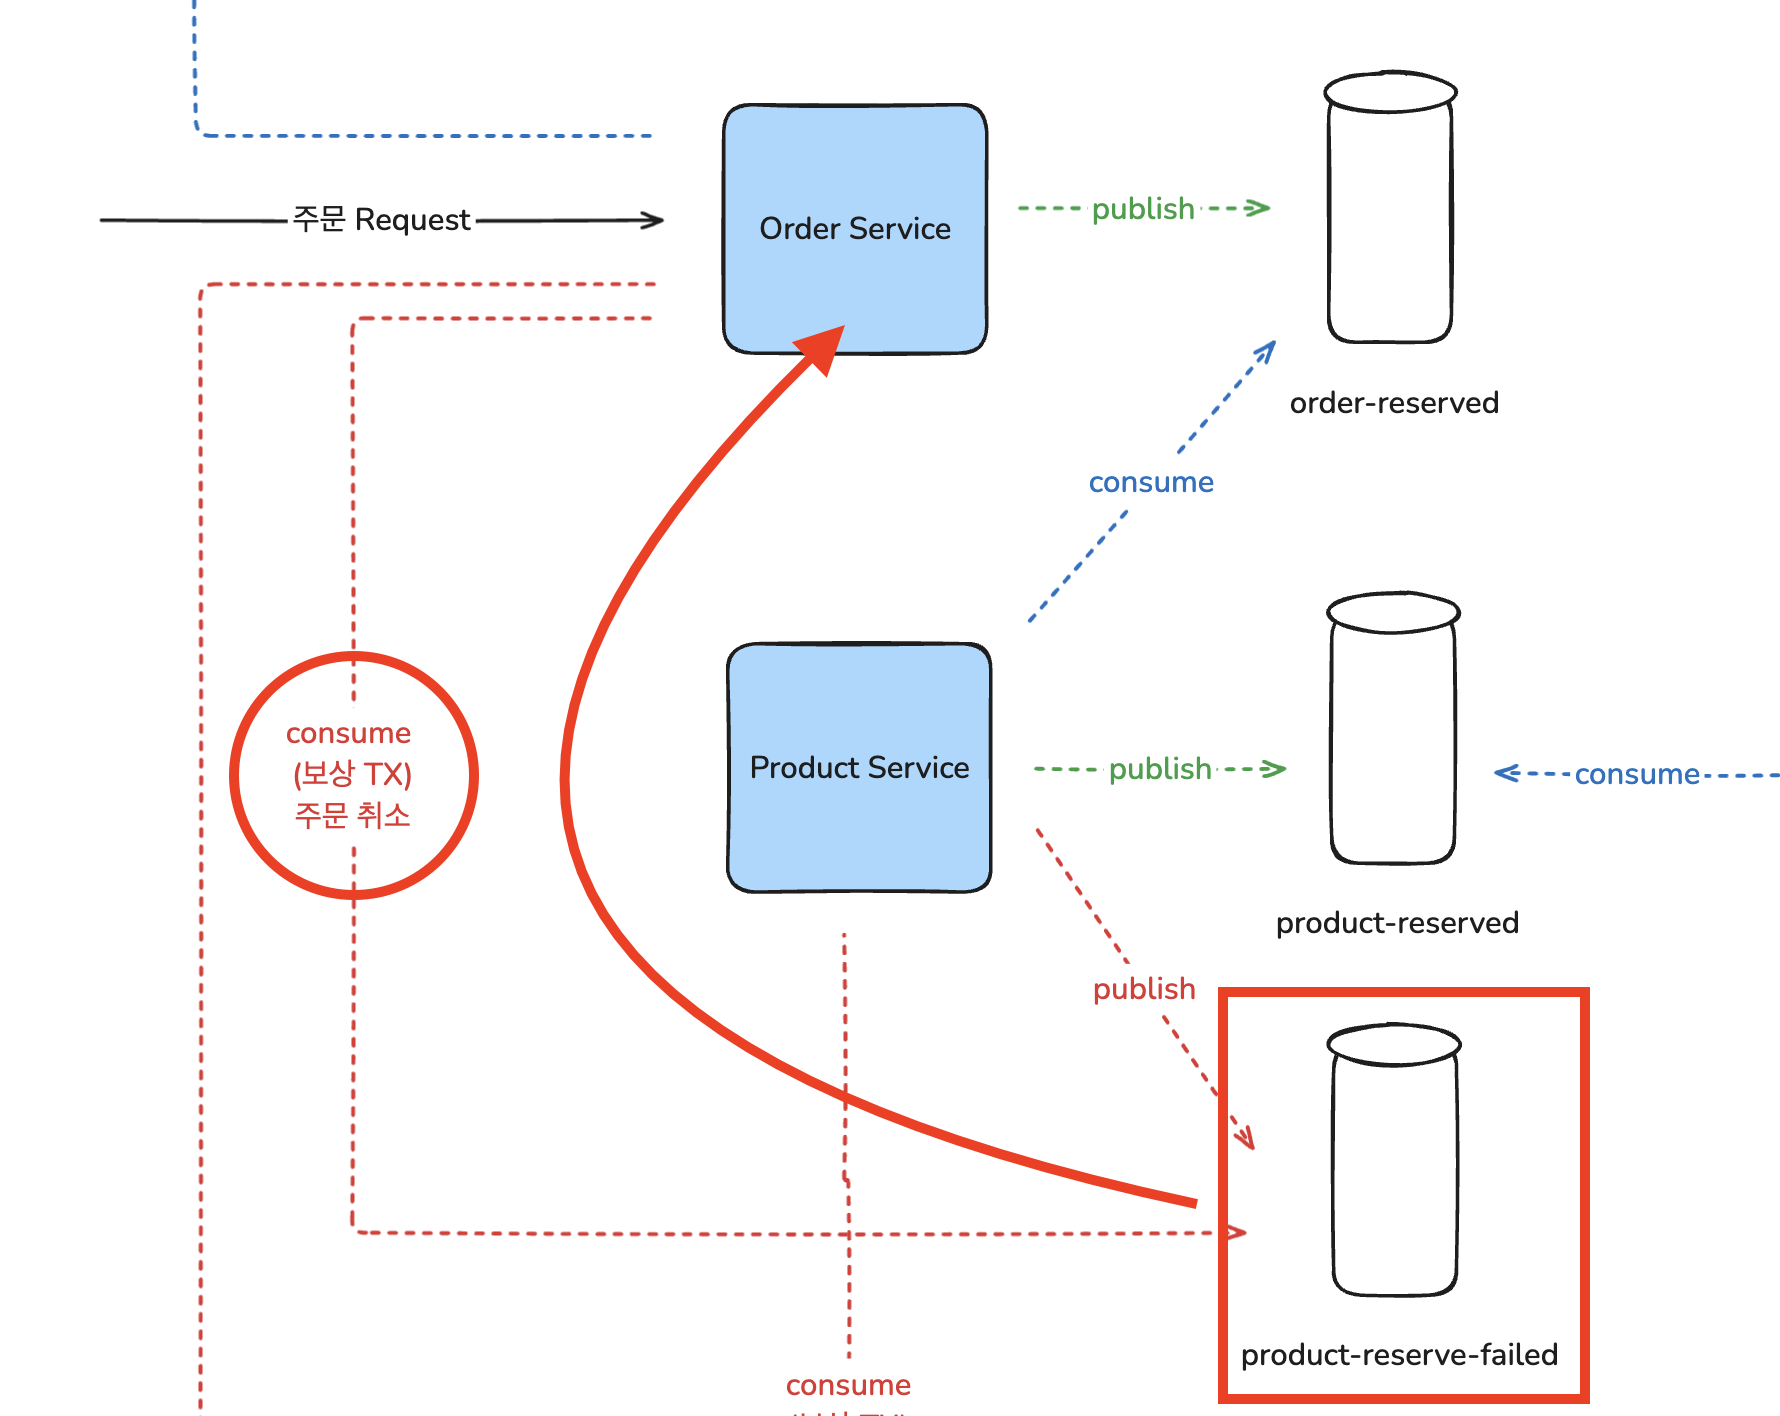 주문 Request
Order Service
publish
order-reserved
consume
consume
(보상 TX)
주문 취소
Product Service
publish
consume
product-reserved
publish
product-reserve-failed
consume